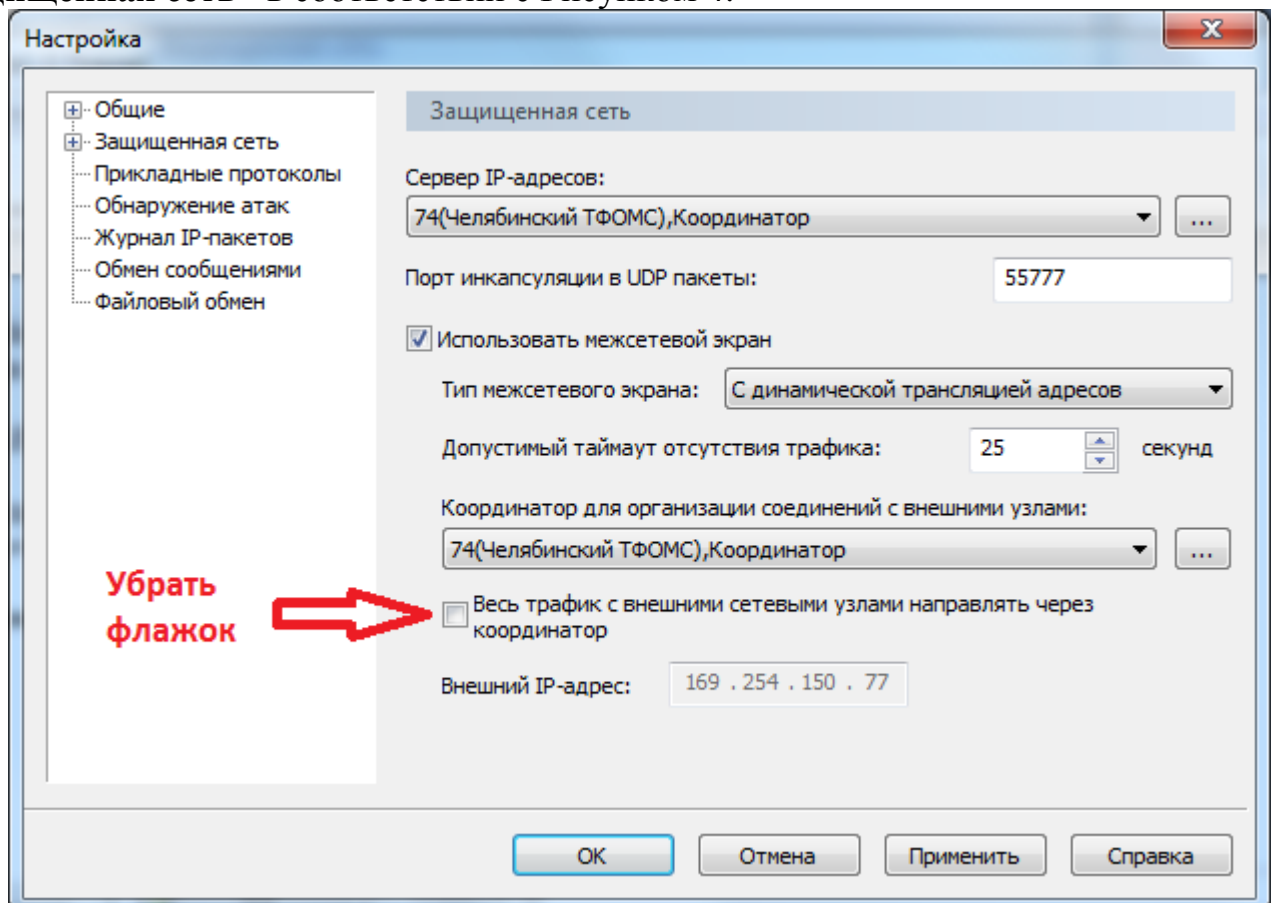 Настройка
Общие
Защищенная сеть
Прикладные протоколы
Обнаружение атак
Журнал IP-пакетов
Обмен сообщениями
Файловый обмен
Защищенная сеть
Сервер IP-адресов:
74(Челябинский ТФОМС),Координатор
...
Порт инкапсуляции в UDP пакеты:
55777
Использовать межсетевой экран
Тип межсетевого экрана:
С динамической трансляцией адресов
Допустимый таймаут отсутствия трафика:
25
секунд
Координатор для организации соединений с внешними узлами:
74(Челябинский ТФОМС),Координатор
...
Убрать
флажок
Весь трафик с внешними сетевыми узлами направлять через
координатор
Внешний IP-адрес:
169 . 254 . 150 . 77
OK
Отмена
Применить
Справка